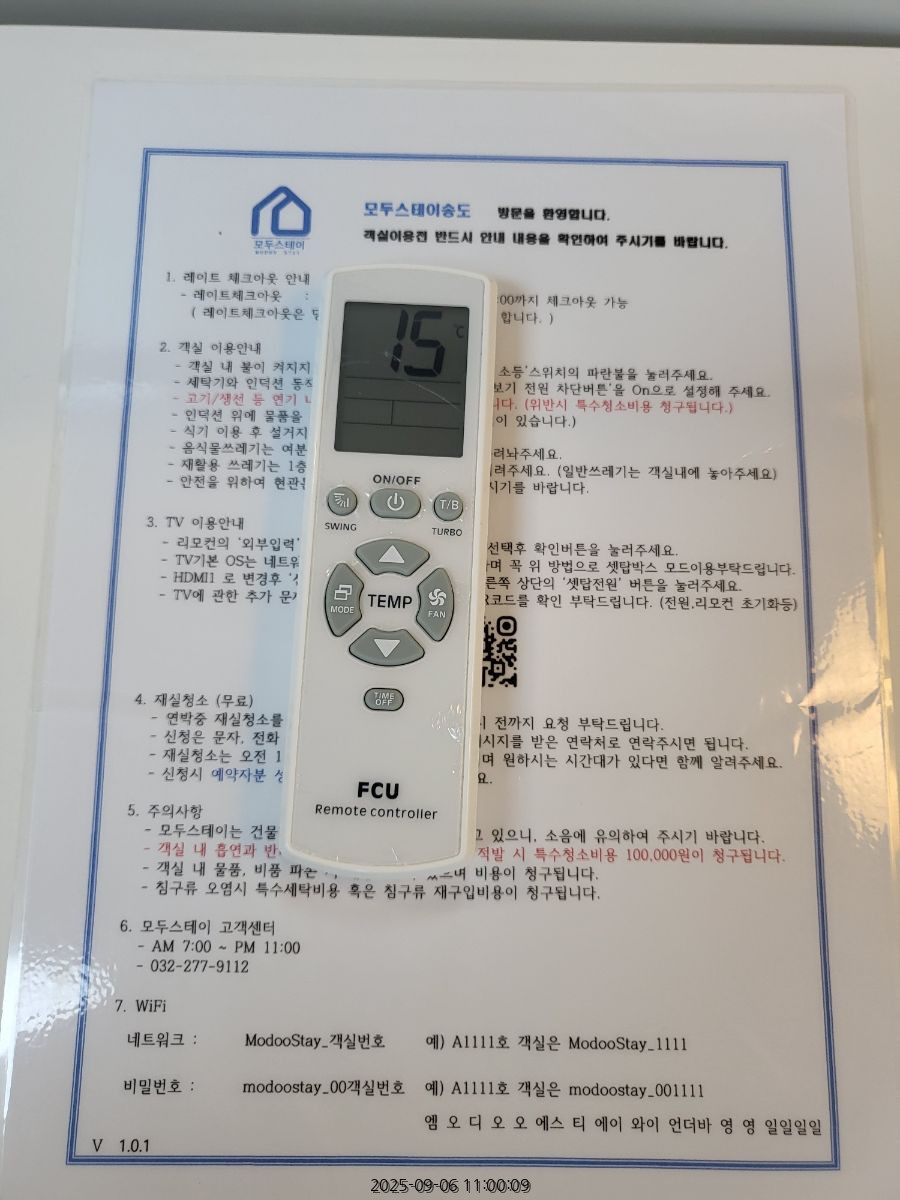 모두스테이
모두스테이송도 방문을 환영합니다.
객실이용전 반드시 안내 내용을 확인하여 주시기를 바랍니다.
1. 레이트 체크아웃 안내
- 레이트체크아웃 : :00까지 체크아웃 가능
( 레이트체크아웃은 합니다. )
2. 객실 이용안내
- 객실 내 불이 켜지지 소등'스위치의 파란불을 눌러주세요.
- 세탁기와 인덕션 동작 보기 전원 차단버튼'을 On으로 설정해 주세요.
- 고기/생선 등 연기 니다. (위반시 특수청소비용 청구됩니다.)
- 인덕션 위에 물품을 이 있습니다.)
- 식기 이용 후 설거지
- 음식물쓰레기는 여분 려놔주세요.
- 재활용 쓰레기는 1층 려주세요. (일반쓰레기는 객실내에 놓아주세요)
- 안전을 위하여 현관 시기를 바랍니다.
3. TV 이용안내
- 리모컨의 '외부입력' 선택후 확인버튼을 눌러주세요.
- TV기본 OS는 네트워 며 꼭 위 방법으로 셋탑박스 모드이용부탁드립니다.
- HDMI1 로 변경후 른쪽 상단의 '셋탑전원' 버튼을 눌러주세요.
- TV에 관한 추가 문 코드를 확인 부탁드립니다. (전원,리모컨 초기화등)
4. 재실청소 (무료)
- 연박중 재실청소를 시 전까지 요청 부탁드립니다.
- 신청은 문자, 전화 메시지를 받은 연락처로 연락주시면 됩니다.
- 재실청소는 오전 1 며 원하시는 시간대가 있다면 함께 알려주세요.
- 신청시 예약자분 요.
5. 주의사항
- 모두스테이는 건물 고 있으니, 소음에 유의하여 주시기 바랍니다.
- 객실 내 흡연과 반 적발 시 특수청소비용 100,000원이 청구됩니다.
- 객실 내 물품, 비품 파손 으며 비용이 청구됩니다.
- 침구류 오염시 특수세탁비용 혹은 침구류 재구입비용이 청구됩니다.
6. 모두스테이 고객센터
- AM 7:00 ~ PM 11:00
- 032-277-9112
7. WiFi
네트워크 : ModooStay_객실번호 예) A1111호 객실은 ModooStay_1111
비밀번호 : modoostay_00객실번호 예) A1111호 객실은 modoostay_001111
엠 오 디 오 오 에스 티 에이 와이 언더바 영 영 일일일일
V 1.0.1
15 °C
ON/OFF
T/B
SWING TURBO
MODE TEMP FAN
TIME
OFF
FCU
Remote controller
2025-09-06 11:00:09